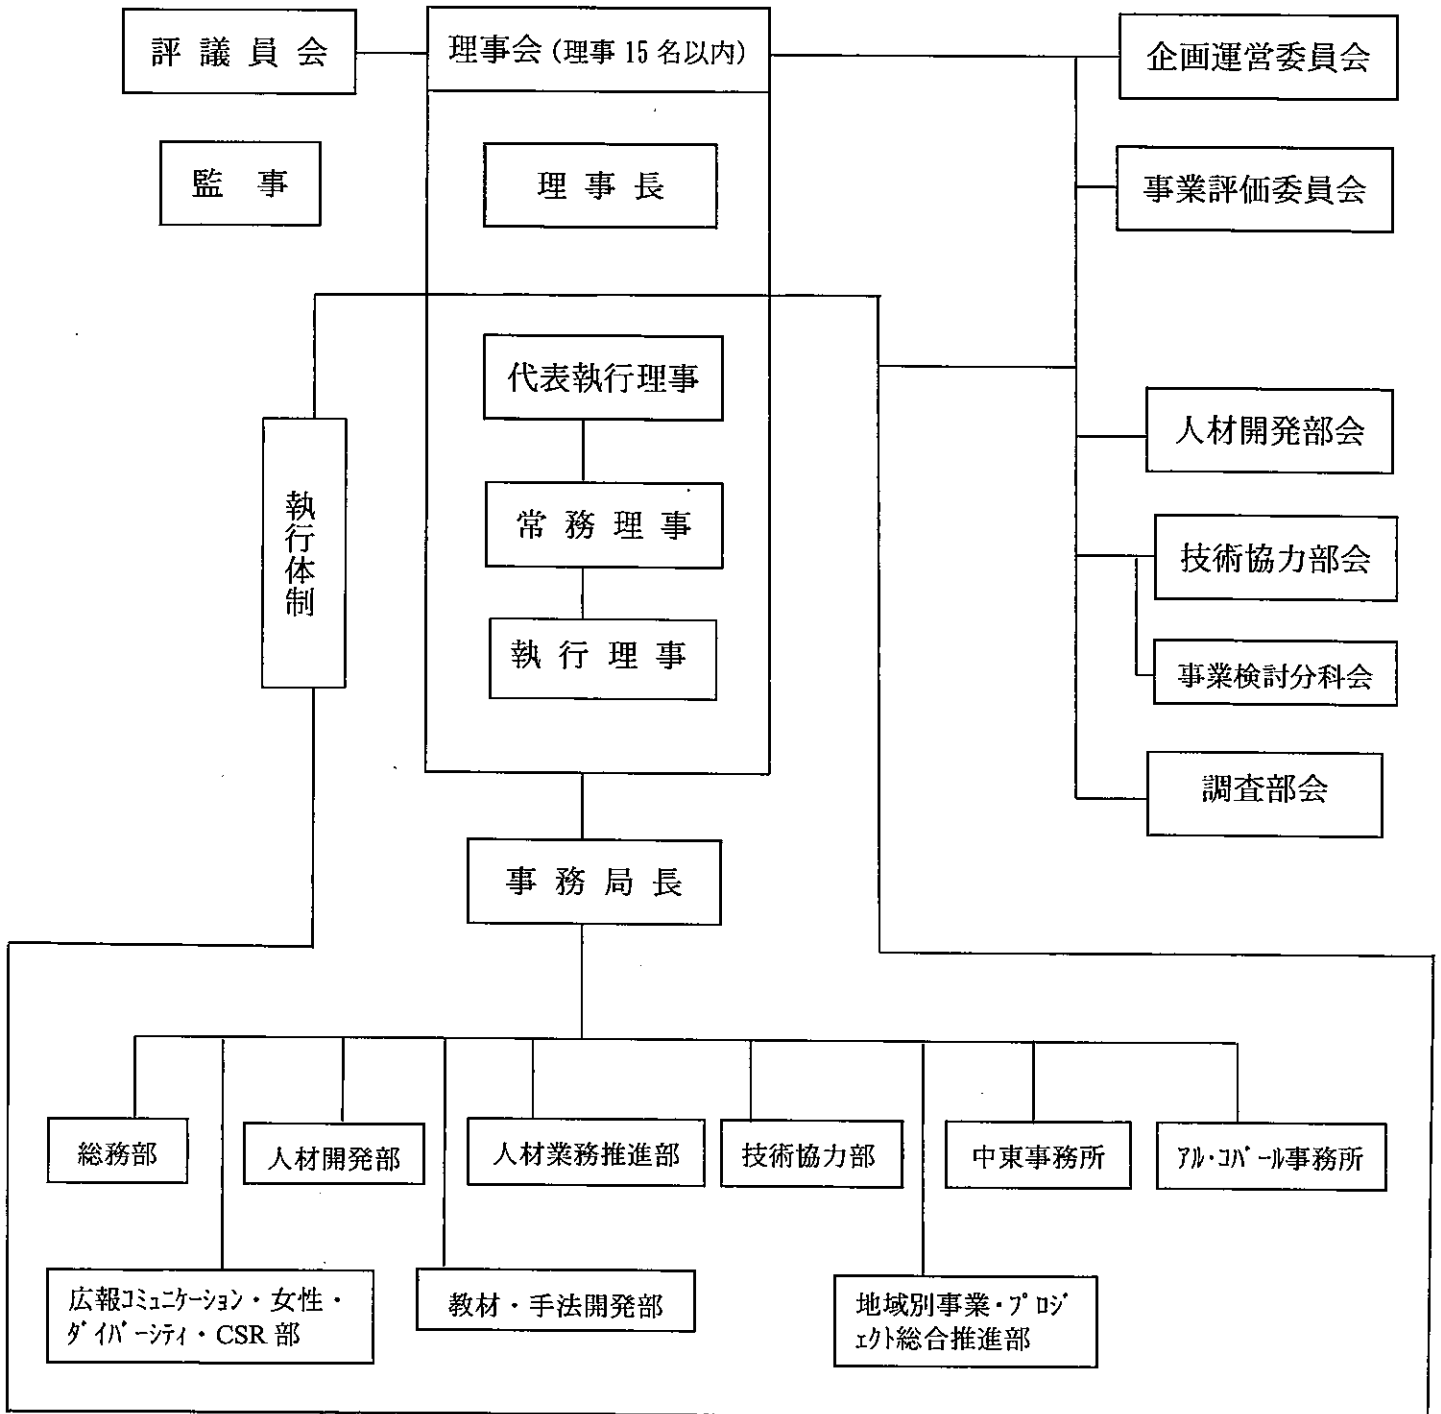 評議員会
理事会（理事15名以内）
企画運営委員会
監事
理事長
事業評価委員会
代表執行理事
人材開発部会
執行体制
常務理事
技術協力部会
執行理事
事業検討分科会
調査部会
事務局長
総務部
人材開発部
人材業務推進部
技術協力部
中東事務所
ｱﾙ・ｺﾊﾞｰﾙ事務所
広報ｺﾐｭﾆｹｰｼｮﾝ・女性・
ﾀﾞｲﾊﾞｰｼﾃｨ・CSR部
教材・手法開発部
地域別事業・ﾌﾟﾛｼﾞ
ｪｸﾄ総合推進部